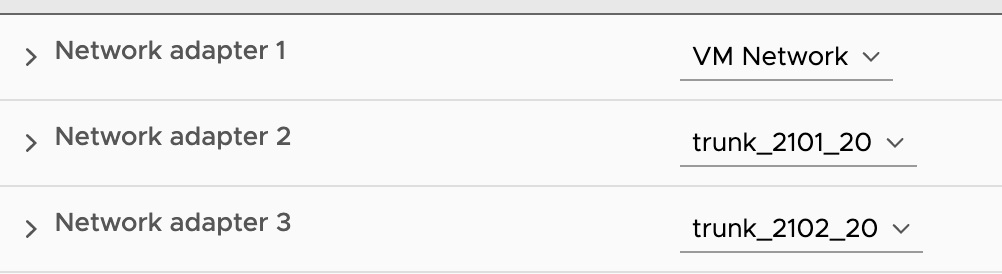 Network adapter 1
VM Network
Network adapter 2
trunk_2101_20
Network adapter 3
trunk_2102_20